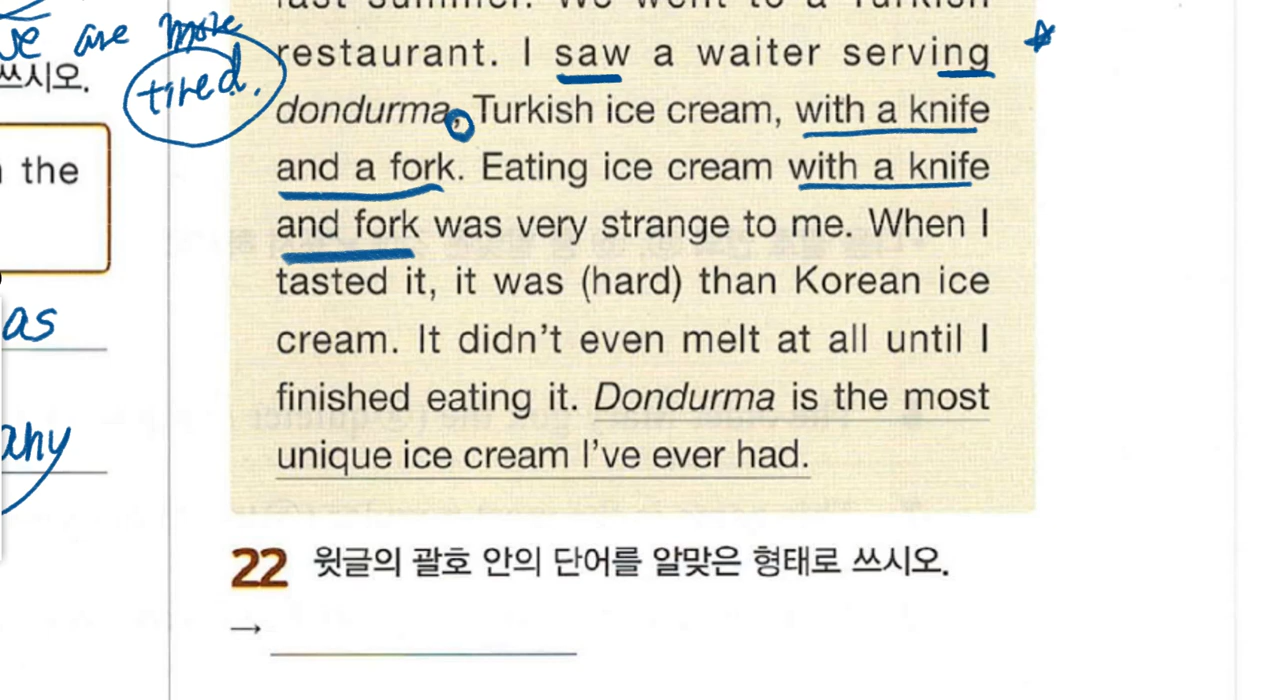 are more
tired.
쓰시오.
the
as
restaurant. I saw a waiter serving
dondurma, Turkish ice cream, with a knife
and a fork. Eating ice cream with a knife
and fork was very strange to me. When I
tasted it, it was (hard) than Korean ice
cream. It didn't even melt at all until I
finished eating it. Dondurma is the most
unique ice cream I've ever had.
22 윗글의 괄호 안의 단어를 알맞은 형태로 쓰시오.
→